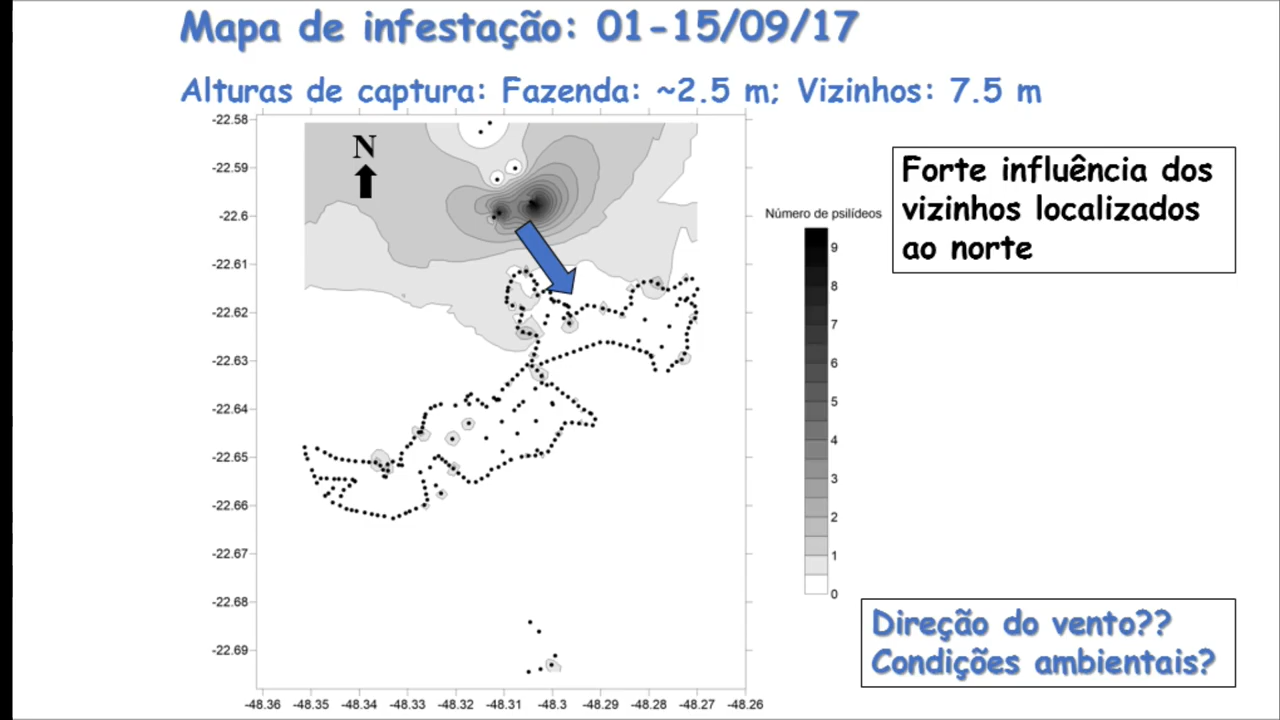 Mapa de infestação: 01-15/09/17
Alturas de captura: Fazenda: ~2.5 m; Vizinhos: 7.5 m
-22.58
-22.59
-22.6
-22.61
-22.62
-22.63
-22.64
-22.65
-22.66
-22.67
-22.68
-22.69
N
-48.36 -48.35 -48.34 -48.33 -48.32 -48.31 -48.3 -48.29 -48.28 -48.27 -48.26
Número de psilídeos
9
8
7
6
5
4
3
2
1
0
Forte influência dos
vizinhos localizados
ao norte
Direção do vento??
Condições ambientais?